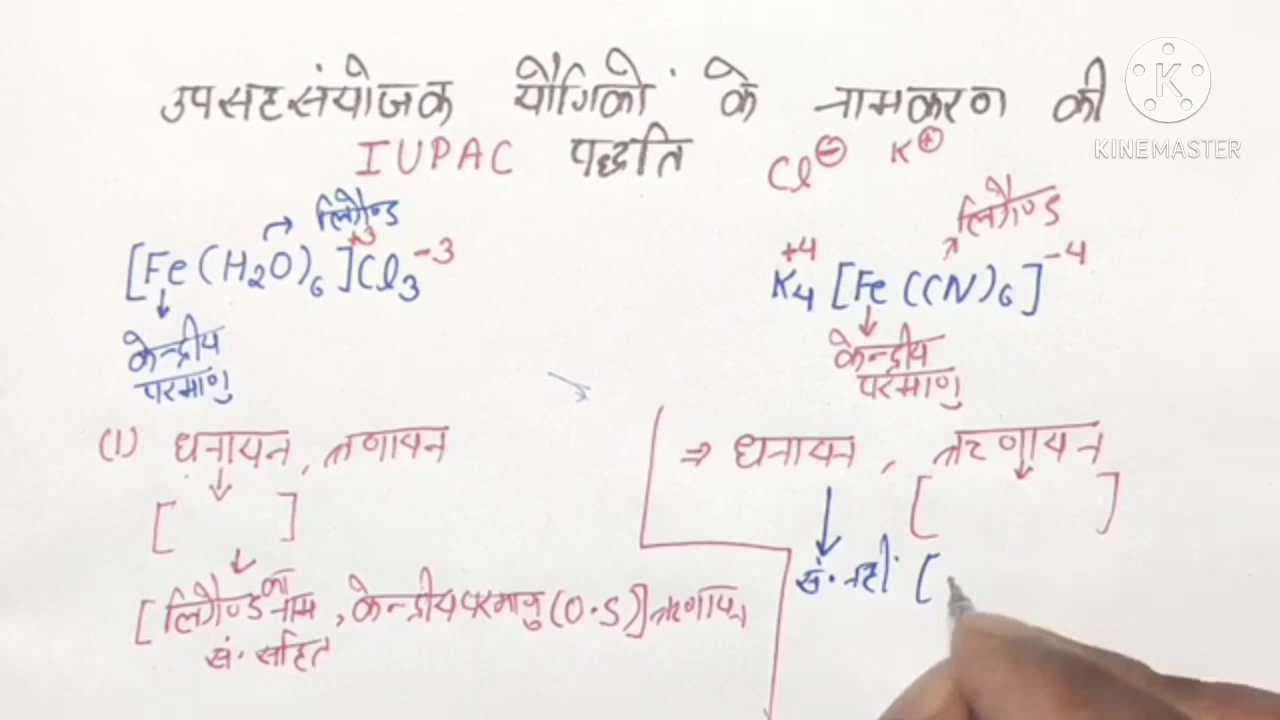 उपसहसंयोजक यौगिकों के नामकरण की
IUPAC पद्धति
Cl⊖ K⊕
K
KINEMASTER
→ लिगैण्ड
[Fe(H2O)6]+3Cl3-3
↓
केन्द्रीय
परमाणु
लिगैण्ड
K4+4 [Fe(CN)6]-4
↓
केन्द्रीय
परमाणु
(1) धनायन, ऋणायन
[ ]
[लिगैण्ड का नाम, केन्द्रीय परमाणु (O.S)] ऋणायन
सं. सहित
⇒ धनायन, ऋणायन
[ ]
सं. नहीं [